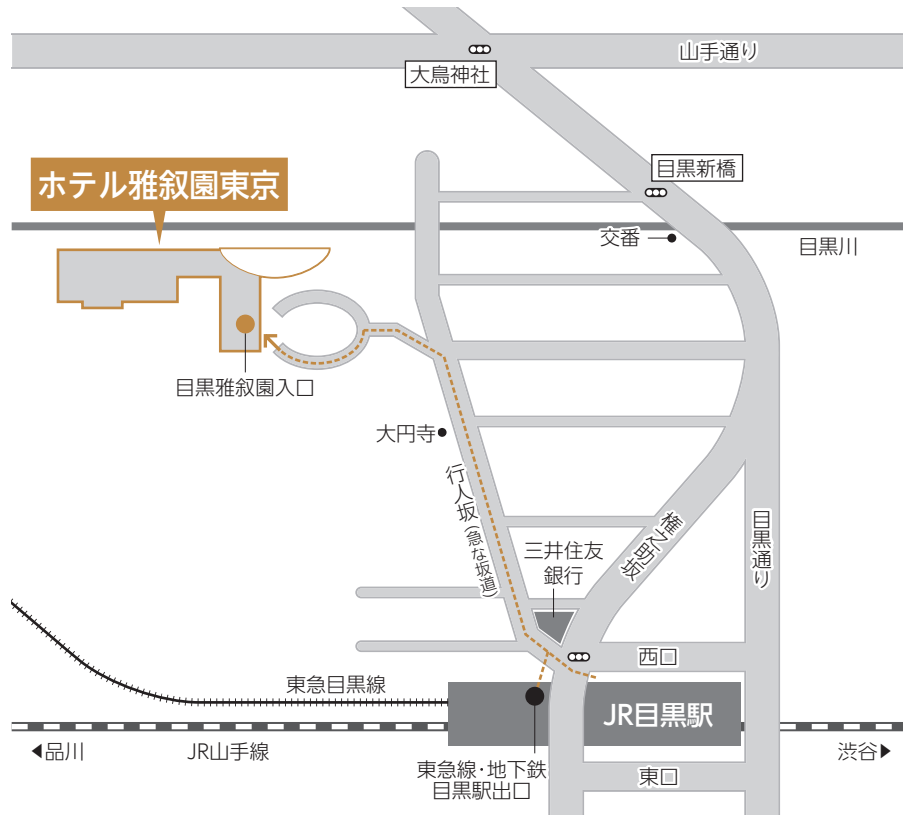 山手通り
大鳥神社
目黒新橋
ホテル雅叙園東京
交番
目黒川
目黒雅叙園入口
大円寺
行人坂(急な坂道)
権之助坂
目黒通り
三井住友
銀行
西口
東急目黒線
JR目黒駅
◀品川
JR山手線
渋谷▶
東急線・地下鉄
目黒駅出口
東口